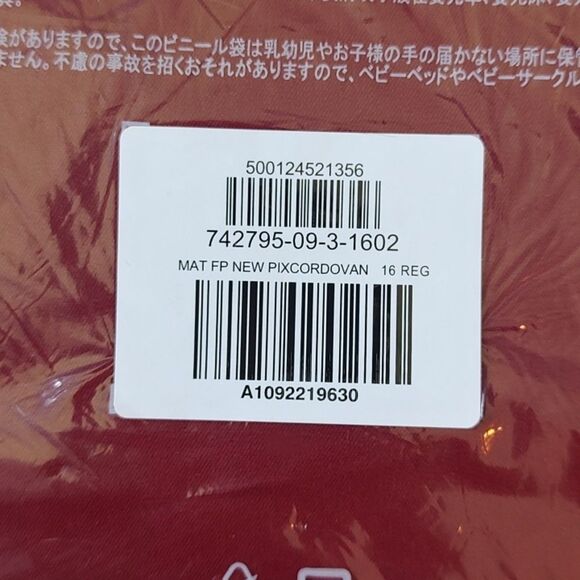 験がありますので、このビニール袋は乳幼児やお子様の手の届かない場所に保管
ません。不慮の事故を招くおそれがありますので、ベビーベッドやベビーサークル
500124521356
742795-09-3-1602
MAT FP NEW PIXCORDOVAN 16 REG
A1092219630